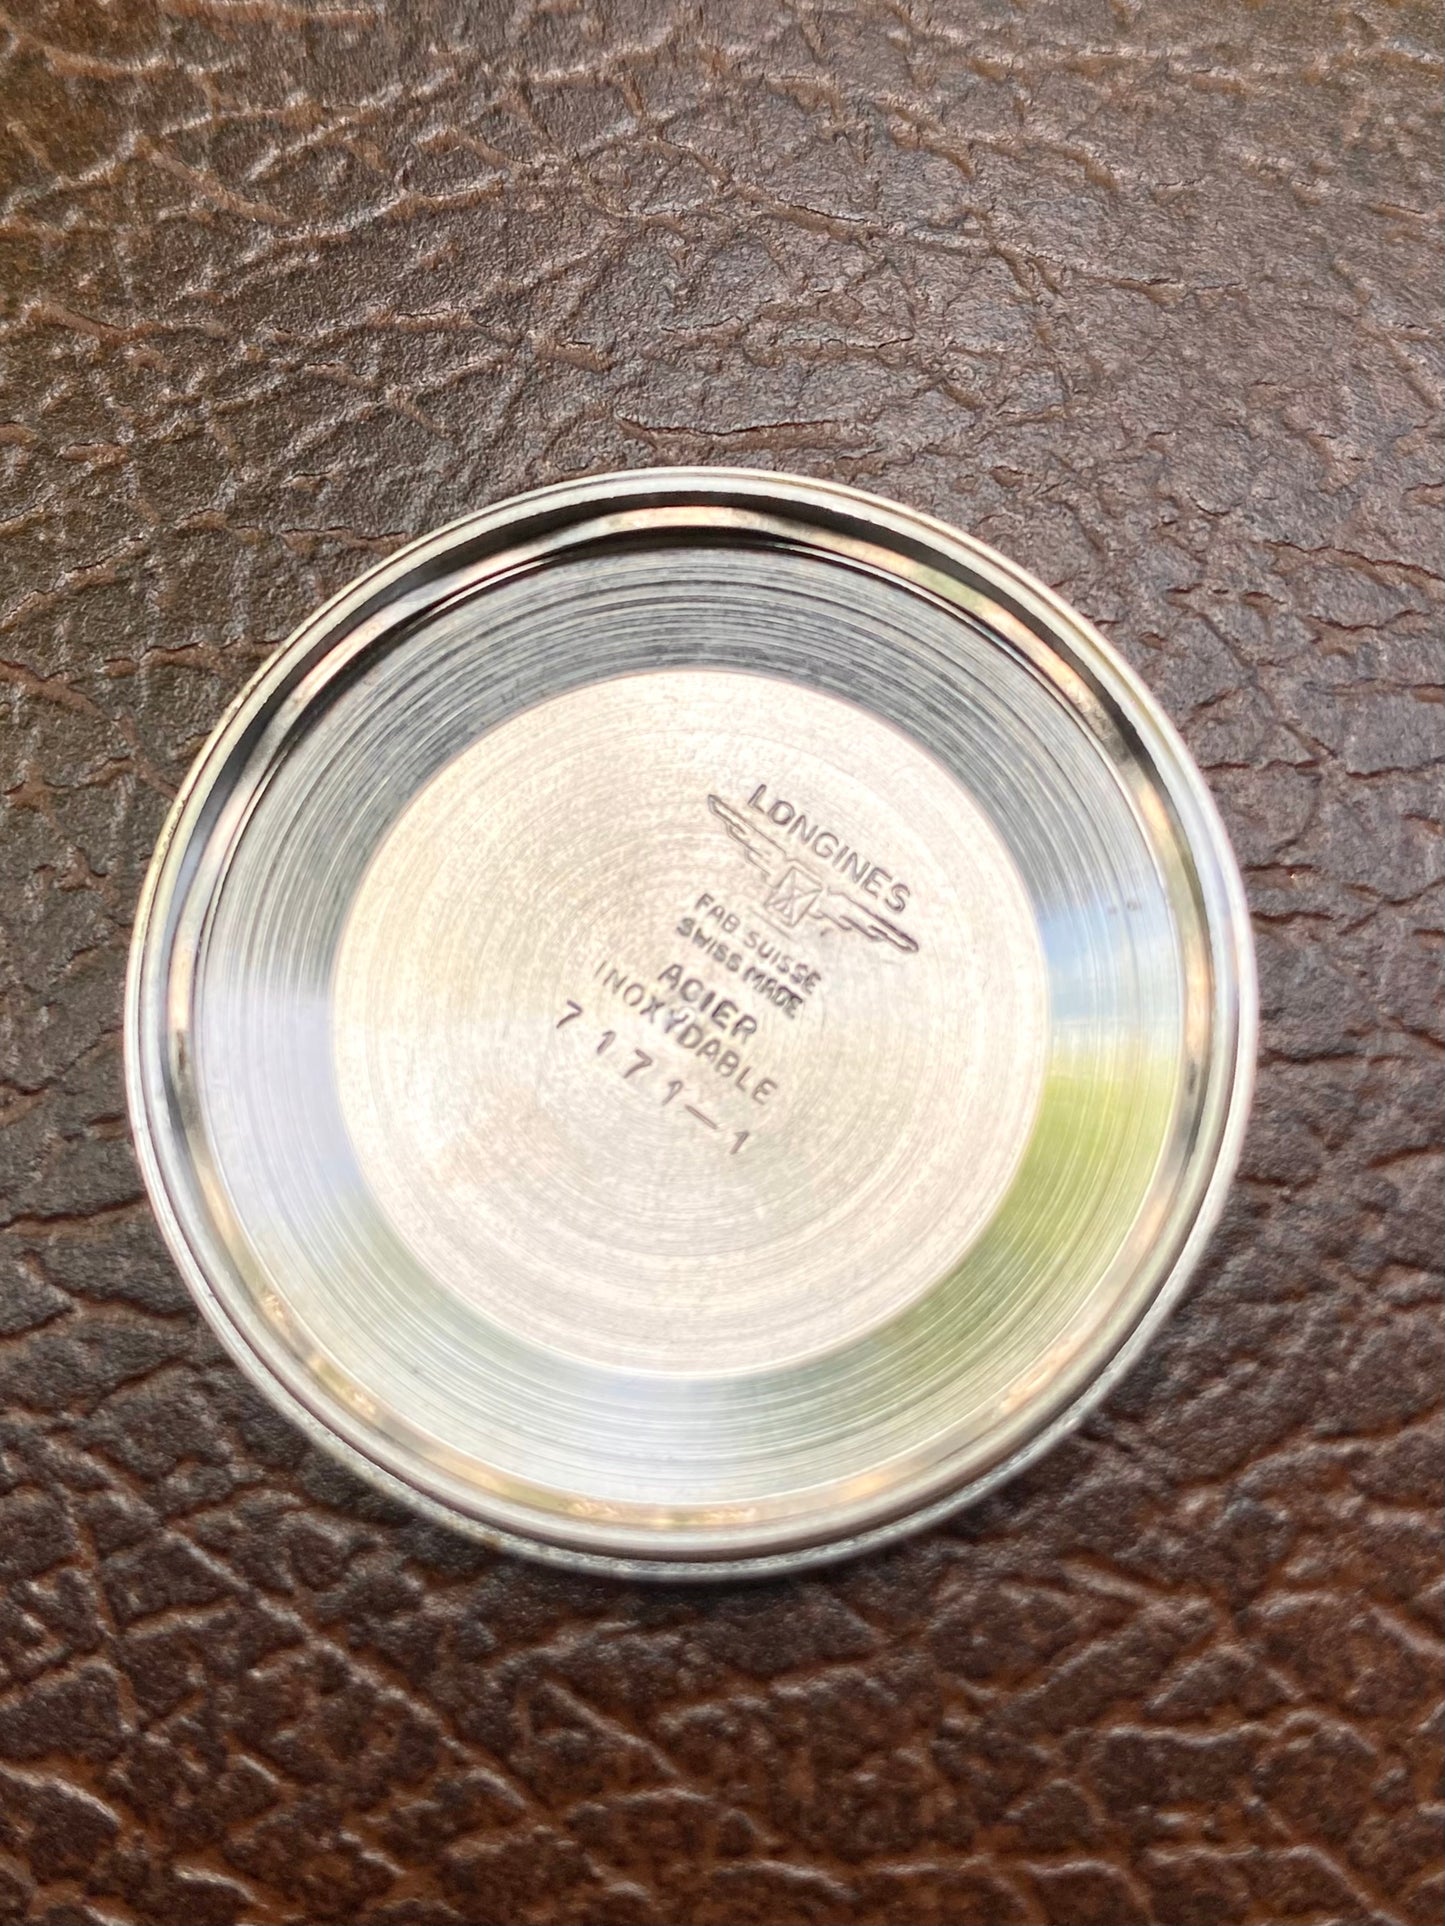 LONGINES
FAB SUISSE
SWISS MADE
ACIER
INOXYDABLE
7171-1